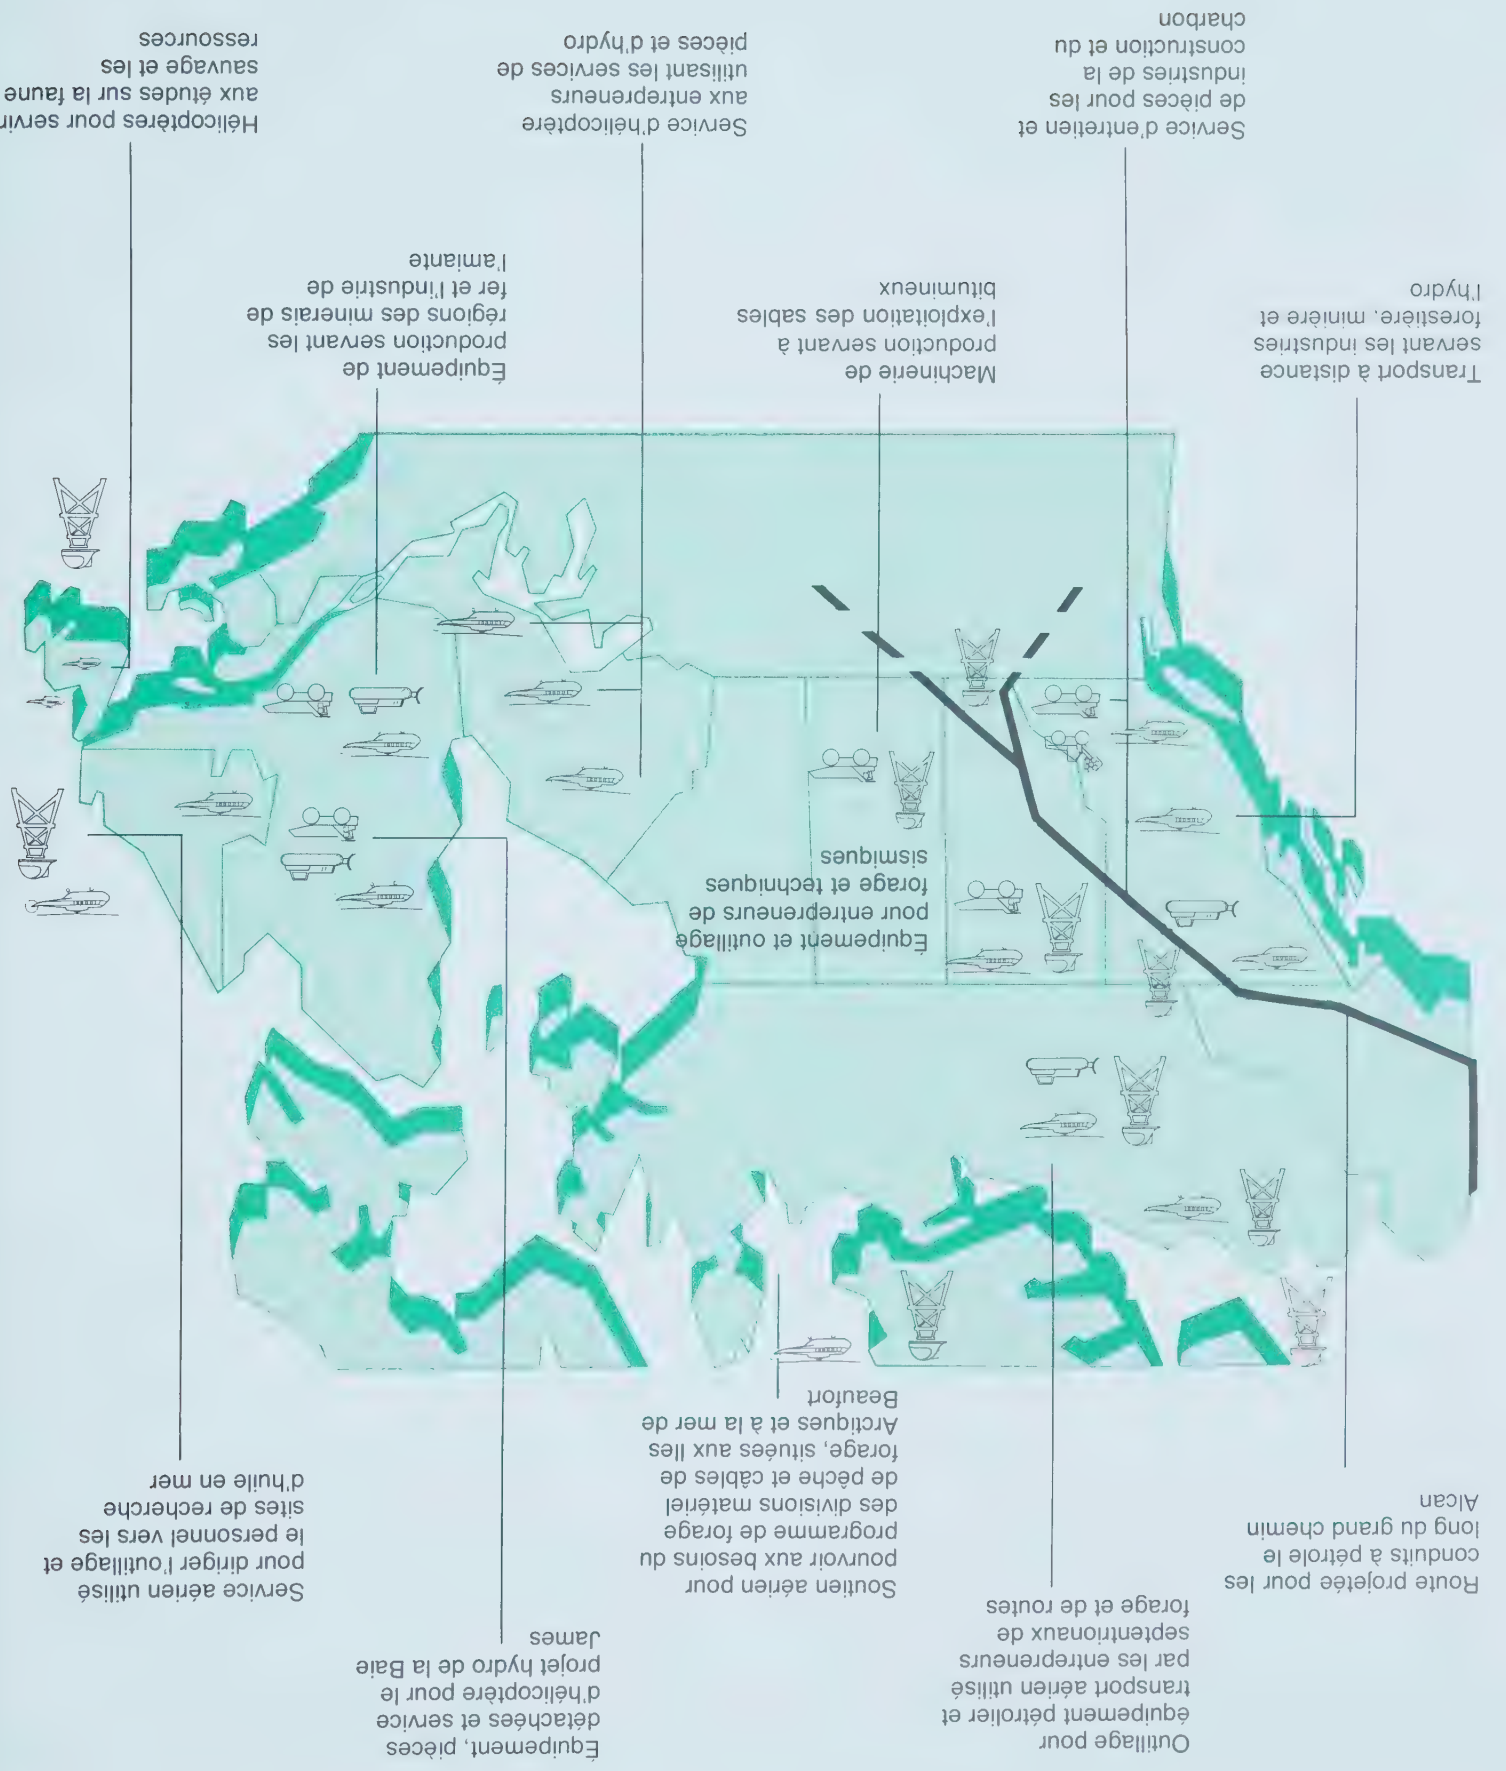 Route projetée pour les
conduits à pétrole le
long du grand chemin
Alcan
Outillage pour
équipement pétrolier et
transport aérien utilisé
par les entrepreneurs
septentrionaux de
forage et de routes
Soutien aérien pour
pourvoir aux besoins du
programme de forage
des divisions matériel
de pêche et câbles de
forage, situées aux Iles
Arctiques et à la mer de
Beaufort
Équipement, pièces
détachées et service
d'hélicoptère pour le
projet hydro de la Baie
James
Service aérien utilisé
pour diriger l'outillage et
le personnel vers les
sites de recherche
d'huile en mer
Équipement et outillage
pour entrepreneurs de
forage et techniques
sismiques
Transport à distance
servant les industries
forestière, minière et
l'hydro
Machinerie de
production servant à
l'exploitation des sables
bitumineux
Équipement de
production servant les
régions des minerais de
fer et l'industrie de
l'amiante
Service d'entretien et
de pièces pour les
industries de la
construction et du
charbon
Service d'hélicoptère
aux entrepreneurs
utilisant les services de
pièces et d'hydro
Hélicoptères pour servir
aux études sur la faune
sauvage et les
ressources